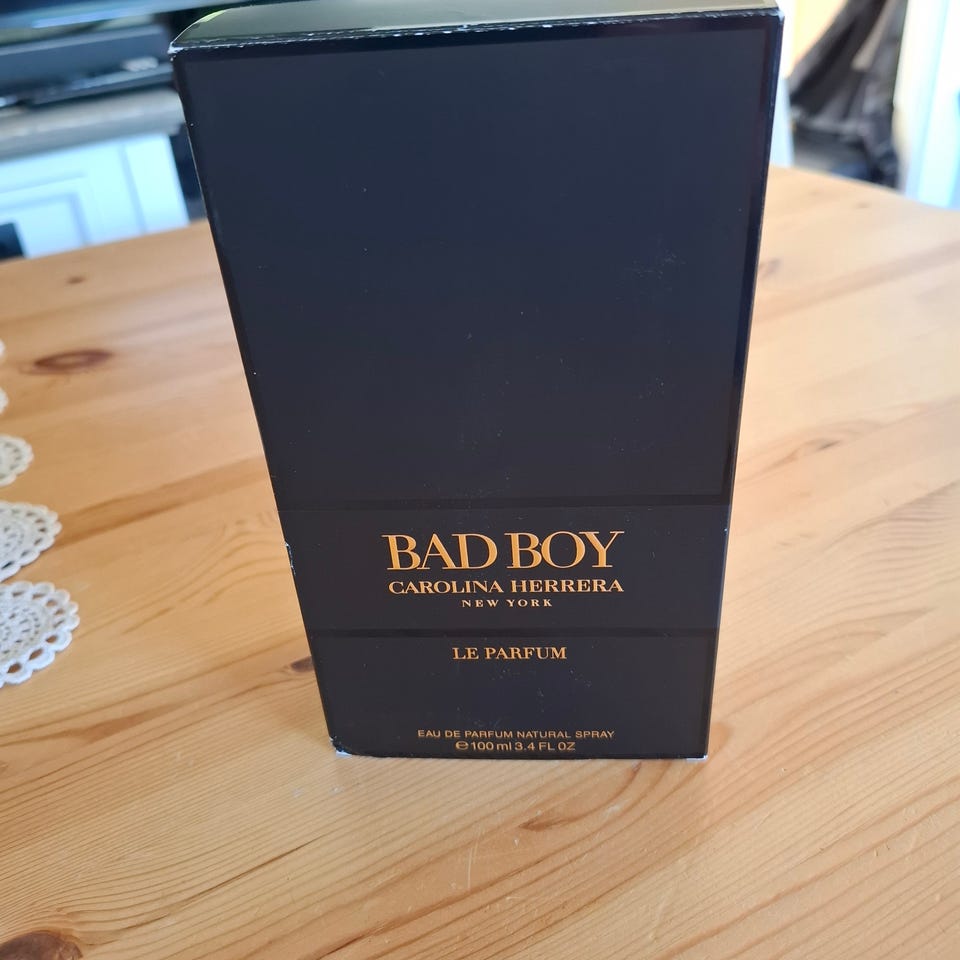 BAD BOY
CAROLINA HERRERA
NEW YORK
LE PARFUM
EAU DE PARFUM NATURAL SPRAY
℮100 ml 3.4 FL OZ